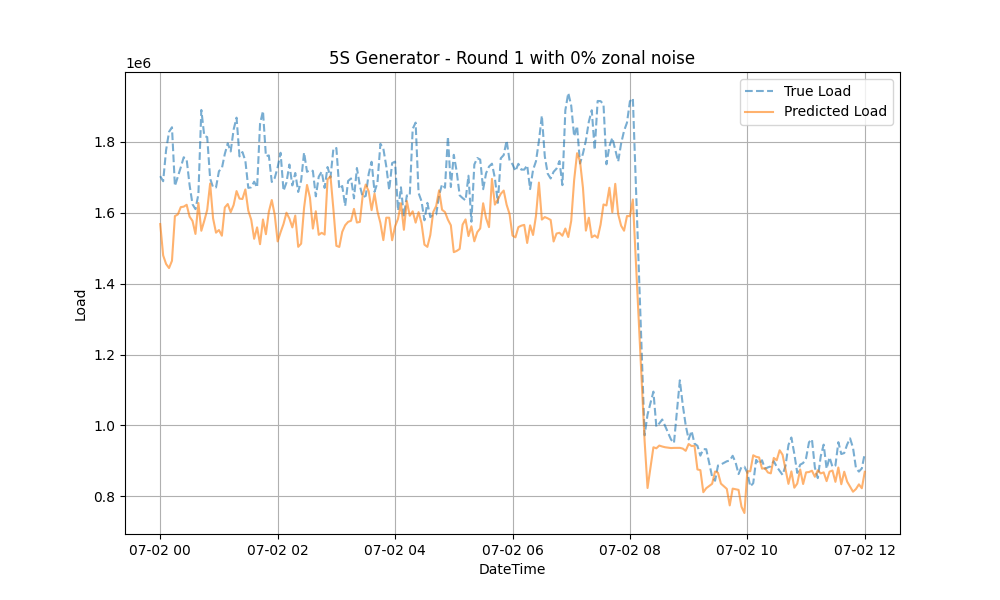 5S Generator - Round 1 with 0% zonal noise
1e6
True Load
Predicted Load
1.8
1.6
1.4
1.2
1.0
0.8
Load
07-02 00
07-02 02
07-02 04
07-02 06
07-02 08
07-02 10
07-02 12
DateTime